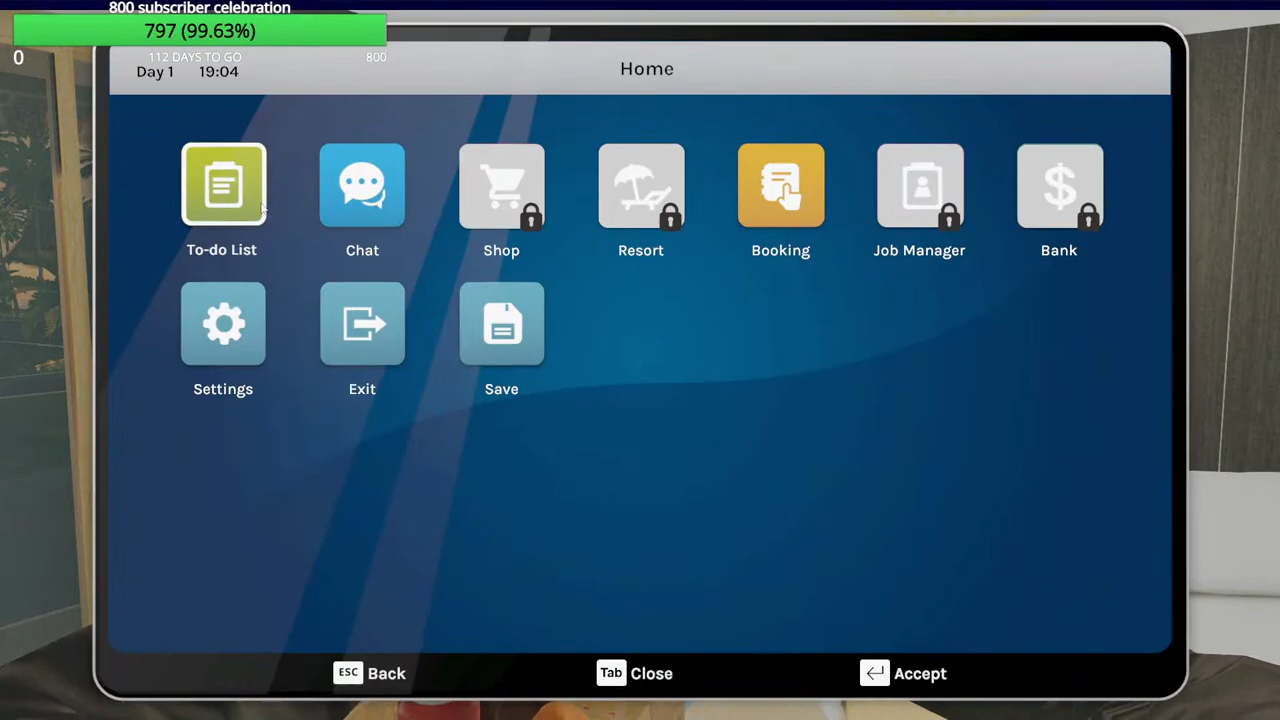 800 subscriber celebration
797 (99.63%)
0
112 DAYS TO GO
800
Day 1 19:04
Home
To-do List
Chat
Shop
Resort
Booking
Job Manager
Bank
Settings
Exit
Save
ESC Back
Tab Close
Accept